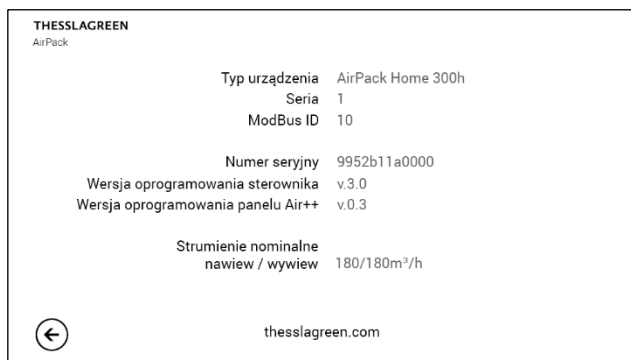 THESSLAGREEN
AirPack
Typ urządzenia AirPack Home 300h
Seria 1
ModBus ID 10
Numer seryjny 9952b11a0000
Wersja oprogramowania sterownika v.3.0
Wersja oprogramowania panelu Air++ v.0.3
Strumienie nominalne
nawiew / wywiew 180/180m³/h
thesslagreen.com